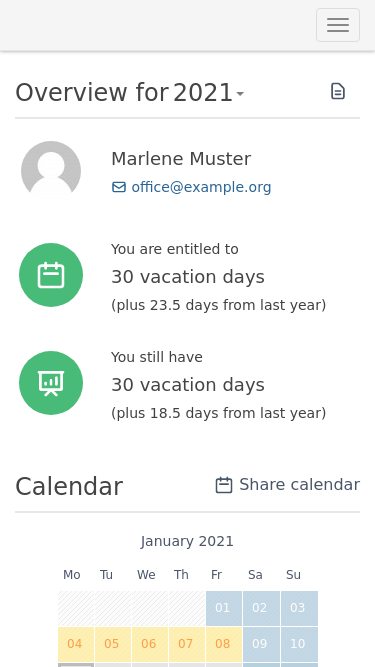 Overview for 2021
Marlene Muster
office@example.org
You are entitled to
30 vacation days
(plus 23.5 days from last year)
You still have
30 vacation days
(plus 18.5 days from last year)
Calendar Share calendar
January 2021
Mo Tu We Th Fr Sa Su
01 02 03
04 05 06 07 08 09 10